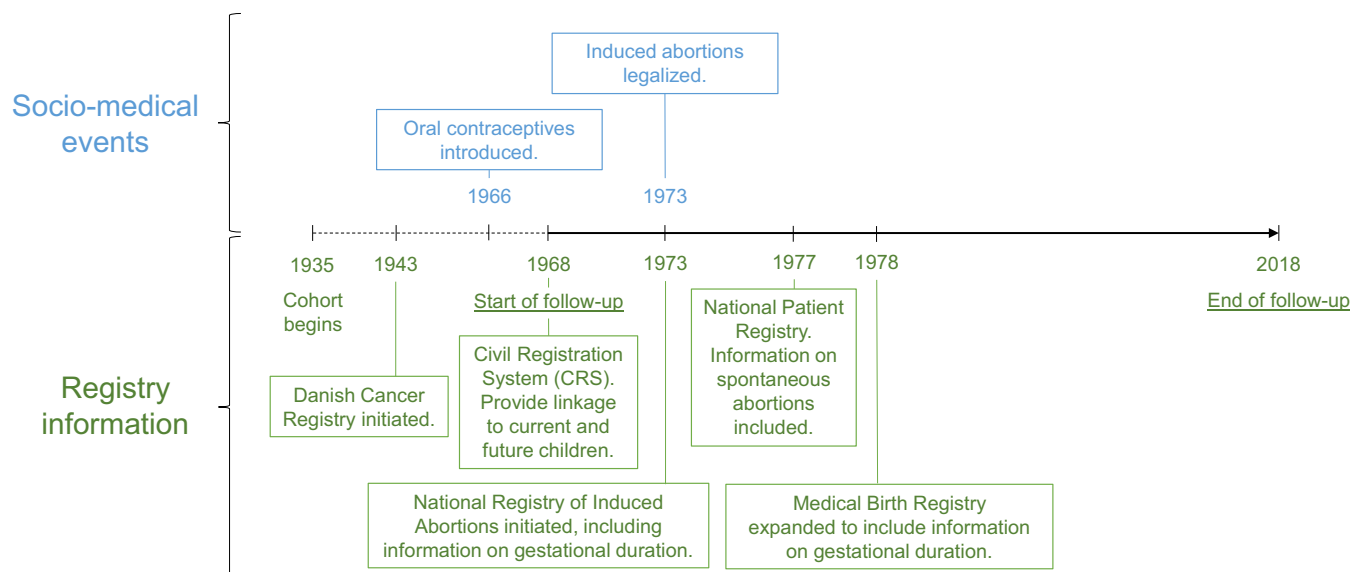 Socio-medical
events
Induced abortions
legalized.
Oral contraceptives
introduced.
1966
1973
1935
1943
1968
1973
1977
1978
2018
Cohort
begins
Start of follow-up
End of follow-up
Registry
information
Danish Cancer
Registry initiated.
Civil Registration
System (CRS).
Provide linkage
to current and
future children.
National Patient
Registry.
Information on
spontaneous
abortions
included.
National Registry of Induced
Abortions initiated, including
information on gestational duration.
Medical Birth Registry
expanded to include information
on gestational duration.